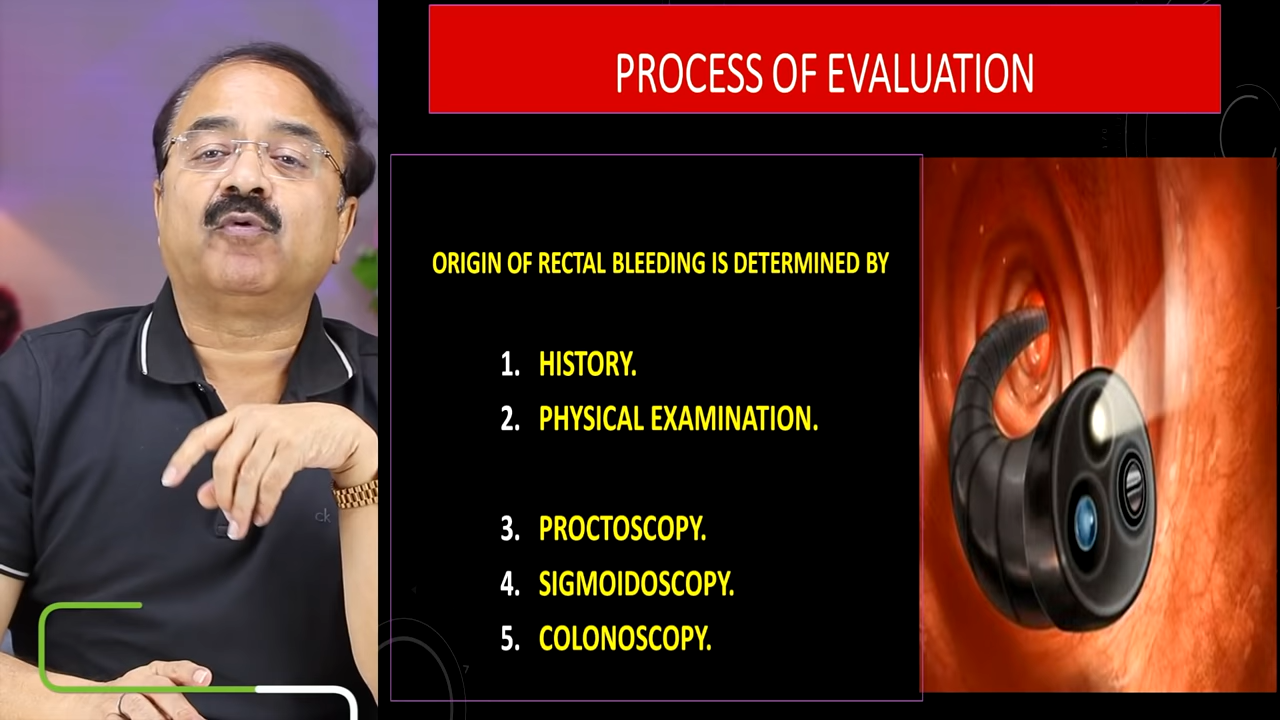 PROCESS OF EVALUATION
ORIGIN OF RECTAL BLEEDING IS DETERMINED BY
1. HISTORY.
2. PHYSICAL EXAMINATION.
3. PROCTOSCOPY.
4. SIGMOIDOSCOPY.
5. COLONOSCOPY.
ck